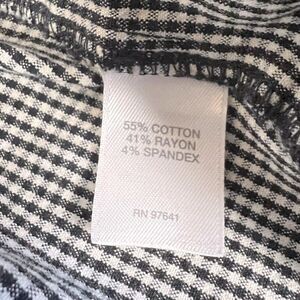 55% COTTON
41% RAYON
4% SPANDEX
RN 97641